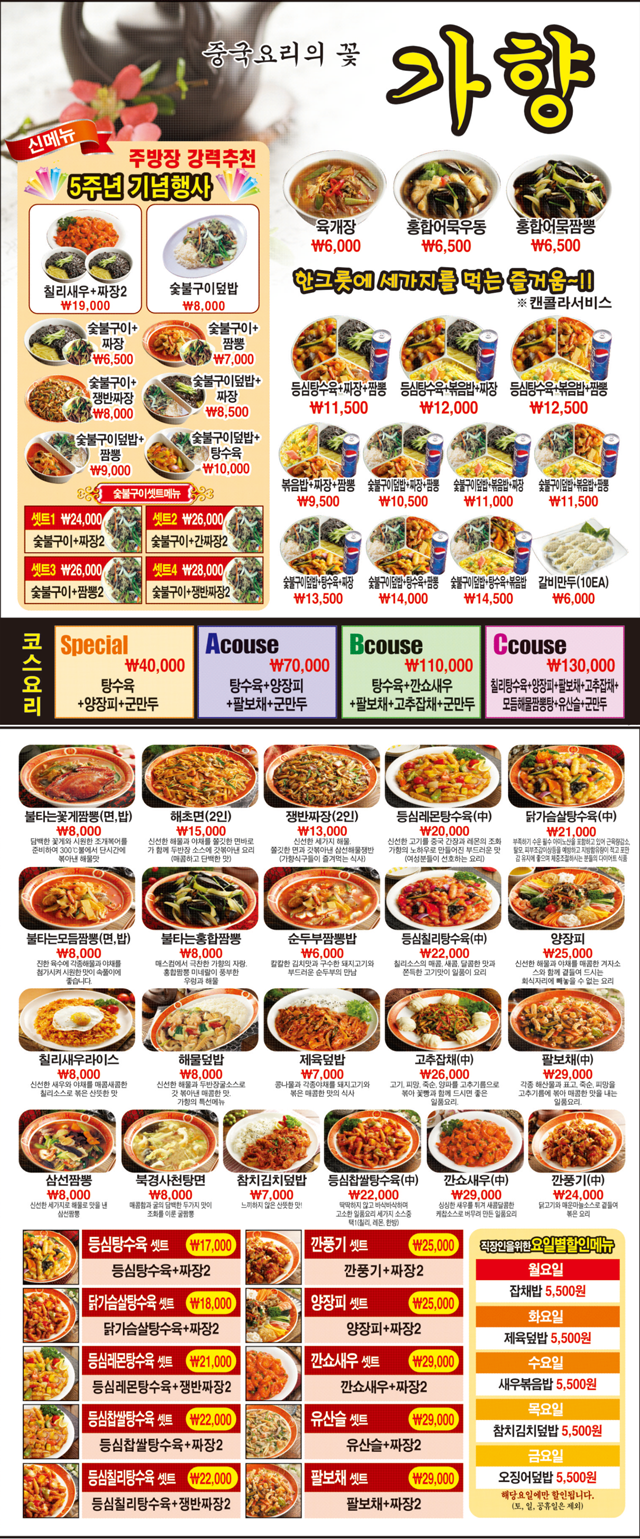 중국요리의 꽃
가향
신메뉴
주방장 강력추천
5주년 기념행사
칠리새우+짜장2
₩19,000
숯불구이덮밥
₩8,000
숯불구이+
짜장
₩6,500
숯불구이+
짬뽕
₩7,000
숯불구이+
쟁반짜장
₩8,000
숯불구이덮밥+
짜장
₩8,500
숯불구이덮밥+
짬뽕
₩9,000
숯불구이덮밥+
탕수육
₩10,000
숯불구이셋트메뉴
셋트1 ₩24,000
숯불구이+짜장2
셋트2 ₩26,000
숯불구이+간짜장2
셋트3 ₩26,000
숯불구이+짬뽕2
셋트4 ₩28,000
숯불구이+쟁반짜장2
육개장
₩6,000
홍합어묵우동
₩6,500
홍합어묵짬뽕
₩6,500
한그릇에 세가지를 먹는 즐거움~!!
※ 캔콜라서비스
등심탕수육+짜장+짬뽕
₩11,500
등심탕수육+볶음밥+짜장
₩12,000
등심탕수육+볶음밥+짬뽕
₩12,500
볶음밥+짜장+짬뽕
₩9,500
숯불구이덮밥+짜장+짬뽕
₩10,500
숯불구이덮밥+볶음밥+짜장
₩11,000
숯불구이덮밥+볶음밥+짬뽕
₩11,500
숯불구이덮밥+탕수육+짜장
₩13,500
숯불구이덮밥+탕수육+짬뽕
₩14,000
숯불구이덮밥+탕수육+볶음밥
₩14,500
갈비만두(10EA)
₩6,000
코스요리
Special
₩40,000
탕수육
+양장피+군만두
Acouse
₩70,000
탕수육+양장피
+팔보채+군만두
Bcouse
₩110,000
탕수육+깐쇼새우
+팔보채+고추잡채+군만두
Ccouse
₩130,000
칠리탕수육+양장피+팔보채+고추잡채+
모듬해물짬뽕탕+유산슬+군만두
불타는꽃게짬뽕(면,밥)
₩8,000
담백한 꽃게와 시원한 조개복어를
준비하여 300℃불에서 단시간에
볶아낸 해물맛
해초면(2인)
₩15,000
신선한 해물과 야채를 쫄깃한 면바로
가 함께 두반장 소스에 갓볶아낸 요리
(매콤하고 단백한 맛)
쟁반짜장(2인)
₩13,000
신선한 세가지 해물.
쫄깃한 면과 갓볶아낸 삼선해물쟁반
(가향식구들이 즐겨먹는 식사)
등심레몬탕수육(中)
₩20,000
신선한 고기를 중국 간장과 레몬의 조화
가향의 노하우로 만들어진 부드러운 맛
(여성분들이 선호하는 요리)
닭가슴살탕수육(中)
₩21,000
불타는모듬짬뽕(면,밥)
₩8,000
진한 육수에 각종해물과 야채를
첨가시켜 시원한 맛이 속풀이에
좋습니다.
불타는홍합짬뽕
₩8,000
매스컴에서 극찬한 가향의 자랑.
홍합짬뽕 미네랄이 풍부한
우렁과 해물
순두부짬뽕밥
₩6,000
칼칼한 김치맛과 구수한 돼지고기와
부드러운 순두부의 만남
등심칠리탕수육(中)
₩22,000
칠리소스의 매콤, 새콤, 달콤한 맛과
쫀득한 고기맛이 일품이 요리
양장피
₩25,000
신선한 해물과 야채를 매콤한 겨자소
스와 함께 곁들여 드시는
회식자리에 빼놓을 수 없는 요리
칠리새우라이스
₩8,000
신선한 새우와 야채를 매콤새콤한
칠리소스로 볶은 산뜻한 맛
해물덮밥
₩8,000
신선한 해물과 두반장굴소스로
갓 볶아낸 매콤한 맛.
가향의 특선메뉴
제육덮밥
₩7,000
콩나물과 각종야채를 돼지고기와
볶은 매콤한 맛의 식사
고추잡채(中)
₩26,000
고기, 피망, 죽순, 양파를 고추기름으로
볶아 꽃빵과 함께 드시면 좋은
일품요리.
팔보채(中)
₩29,000
각종 해산물과 표고, 죽순, 피망을
고추기름에 볶아 매콤한 맛을 내는
일품요리.
삼선짬뽕
₩8,000
신선한 세가지로 해물로 맛을 낸
삼선짬뽕
북경사천탕면
₩8,000
매콤함과 굴의 담백한 두가지 맛이
조화를 이룬 굴짬뽕
참치김치덮밥
₩7,000
느끼하지 않은 산뜻한 맛!
등심찹쌀탕수육(中)
₩22,000
딱딱하지 않고 바삭바삭하며
고소한 일품요리 세가지 소스중
택1(칠리, 레몬, 한방)
깐쇼새우(中)
₩29,000
싱싱한 새우를 튀겨 새콤달콤한
케찹소스로 버무려 만든 일품요리
깐풍기(中)
₩24,000
닭고기와 매운마늘소스로 곁들여
볶은 요리
등심탕수육 셋트 ₩17,000
등심탕수육+짜장2
닭가슴살탕수육 셋트 ₩18,000
닭가슴살탕수육+짜장2
등심레몬탕수육 셋트 ₩21,000
등심레몬탕수육+쟁반짜장2
등심찹쌀탕수육 셋트 ₩22,000
등심찹쌀탕수육+짜장2
등심칠리탕수육 셋트 ₩22,000
등심칠리탕수육+쟁반짜장2
깐풍기 셋트 ₩25,000
깐풍기+짜장2
양장피 셋트 ₩25,000
양장피+짜장2
깐쇼새우 셋트 ₩29,000
깐쇼새우+짜장2
유산슬 셋트 ₩29,000
유산슬+짜장2
팔보채 셋트 ₩29,000
팔보채+짜장2
직장인을위한요일별할인메뉴
월요일
잡채밥 5,500원
화요일
제육덮밥 5,500원
수요일
새우볶음밥 5,500원
목요일
참치김치덮밥 5,500원
금요일
오징어덮밥 5,500원
해당요일에만 할인됩니다.
(토, 일, 공휴일은 제외)